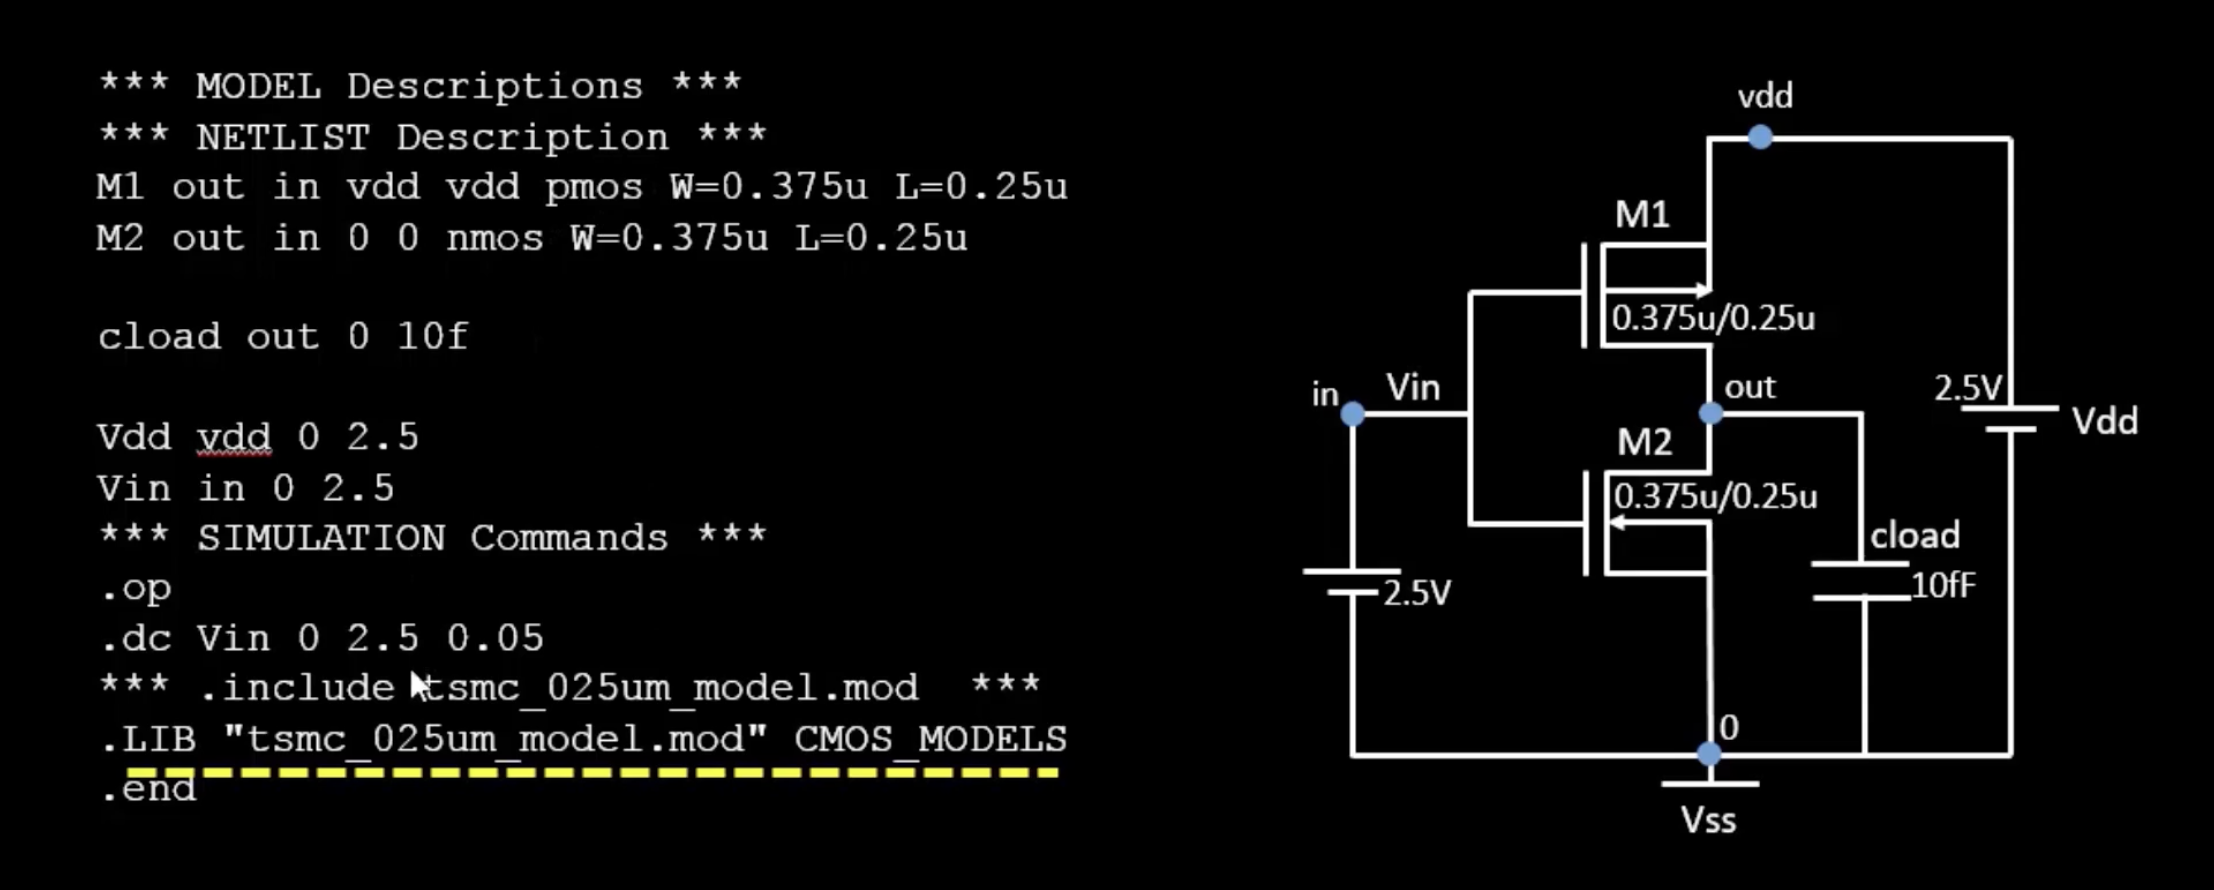 *** MODEL Descriptions ***
*** NETLIST Description ***
M1 out in vdd vdd pmos W=0.375u L=0.25u
M2 out in 0 0 nmos W=0.375u L=0.25u
cload out 0 10f
Vdd vdd 0 2.5
Vin in 0 2.5
*** SIMULATION Commands ***
.op
.dc Vin 0 2.5 0.05
*** .include tsmc_025um_model.mod ***
.LIB "tsmc_025um_model.mod" CMOS_MODELS
.end
vdd
M1
0.375u/0.25u
in
Vin
out
2.5V
Vdd
M2
0.375u/0.25u
cload
10fF
2.5V
0
Vss